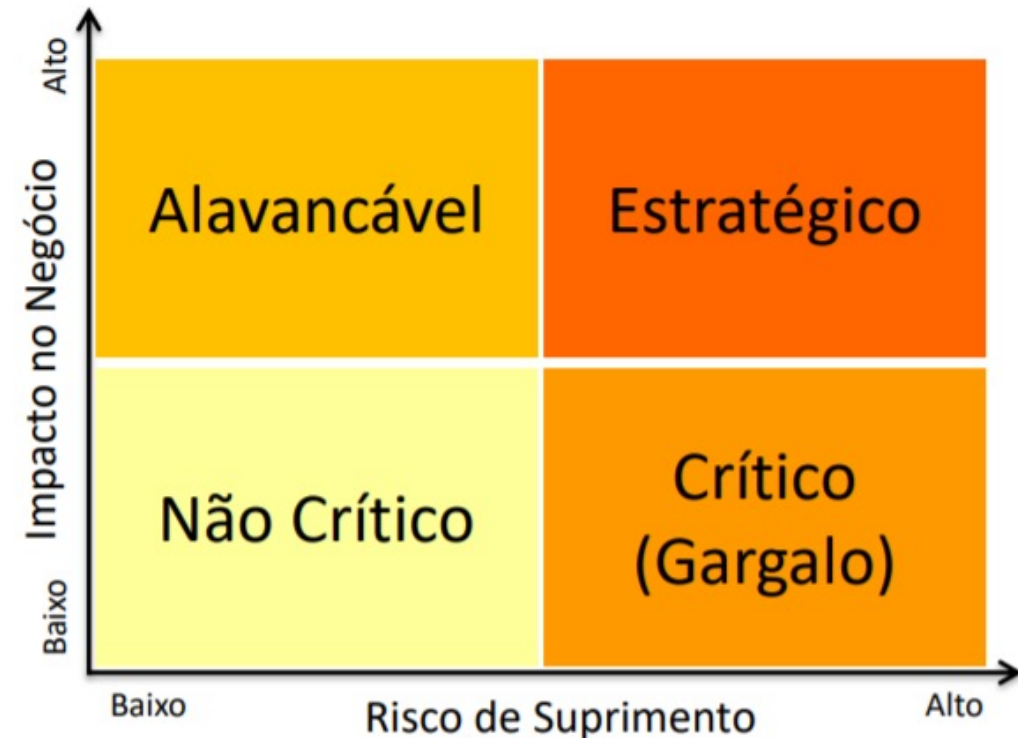 Alto
Impacto no Negócio
Baixo
Alavancável
Estratégico
Não Crítico
Crítico
(Gargalo)
Baixo
Risco de Suprimento
Alto